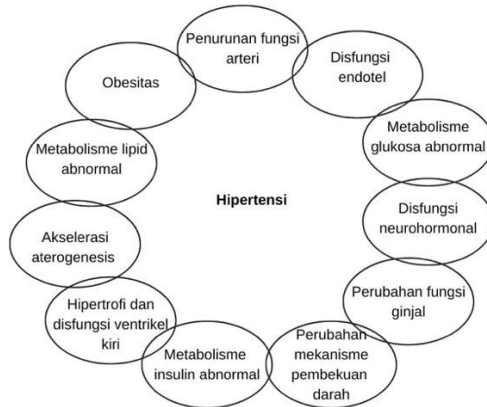 Penurunan fungsi
arteri
Disfungsi
endotel
Metabolisme
glukosa abnormal
Disfungsi
neurohormonal
Perubahan fungsi
ginjal
Perubahan
mekanisme
pembekuan
darah
Metabolisme
insulin abnormal
Hipertrofi dan
disfungsi ventrikel
kiri
Akselerasi
aterogenesis
Metabolisme lipid
abnormal
Obesitas
Hipertensi